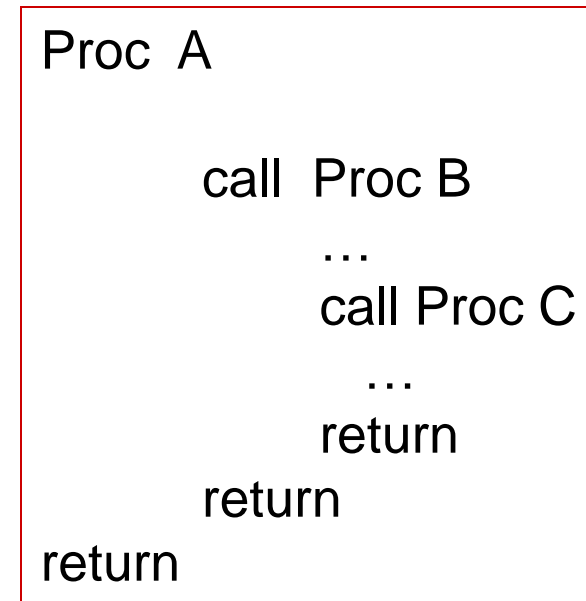 Proc A
call Proc B
…
call Proc C
…
return
return
return